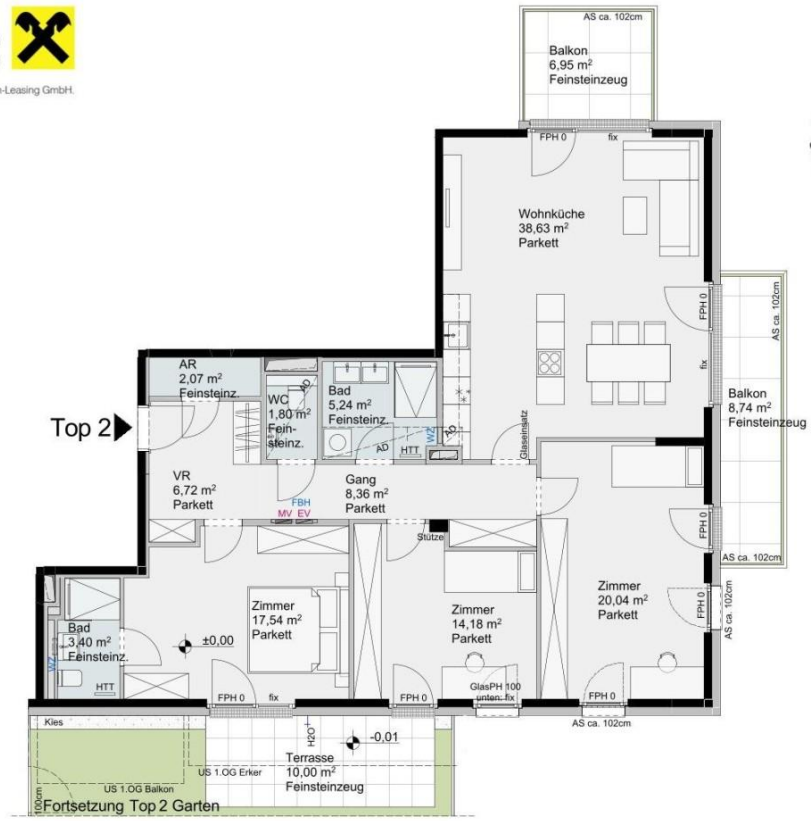 n-Leasing GmbH.
AS ca. 102cm
Balkon
6,95 m²
Feinsteinzeug
FPH 0
fix
Wohnküche
38,63 m²
Parkett
FPH 0
fix
AS ca. 102cm
Balkon
8,74 m²
Feinsteinzeug
AS ca. 102cm
AR
2,07 m²
Feinsteinz.
WC
1,80 m²
Fein-
steinz.
AD
Bad
5,24 m²
Feinsteinz.
AD
HTT
WZ
AD
Glaseinsatz
Top 2
VR
6,72 m²
Parkett
Gang
8,36 m²
Parkett
FBH
MV EV
Stütze
FPH 0
Zimmer
20,04 m²
Parkett
FPH 0
AS ca. 102cm
Zimmer
17,54 m²
Parkett
±0,00
Zimmer
14,18 m²
Parkett
Bad
3,40 m²
Feinsteinz.
WZ
HTT
FPH 0
fix
FPH 0
GlasPH 100
unten: fix
FPH 0
AS ca. 102cm
Kies
H2O
-0,01
Terrasse
10,00 m²
Feinsteinzeug
US 1.OG Erker
US 1.OG Balkon
100cm
Fortsetzung Top 2 Garten